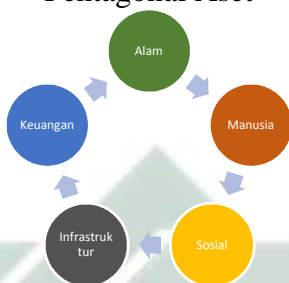 Pentagonal Aset
Alam
Manusia
Sosial
Infrastruk
tur
Keuangan